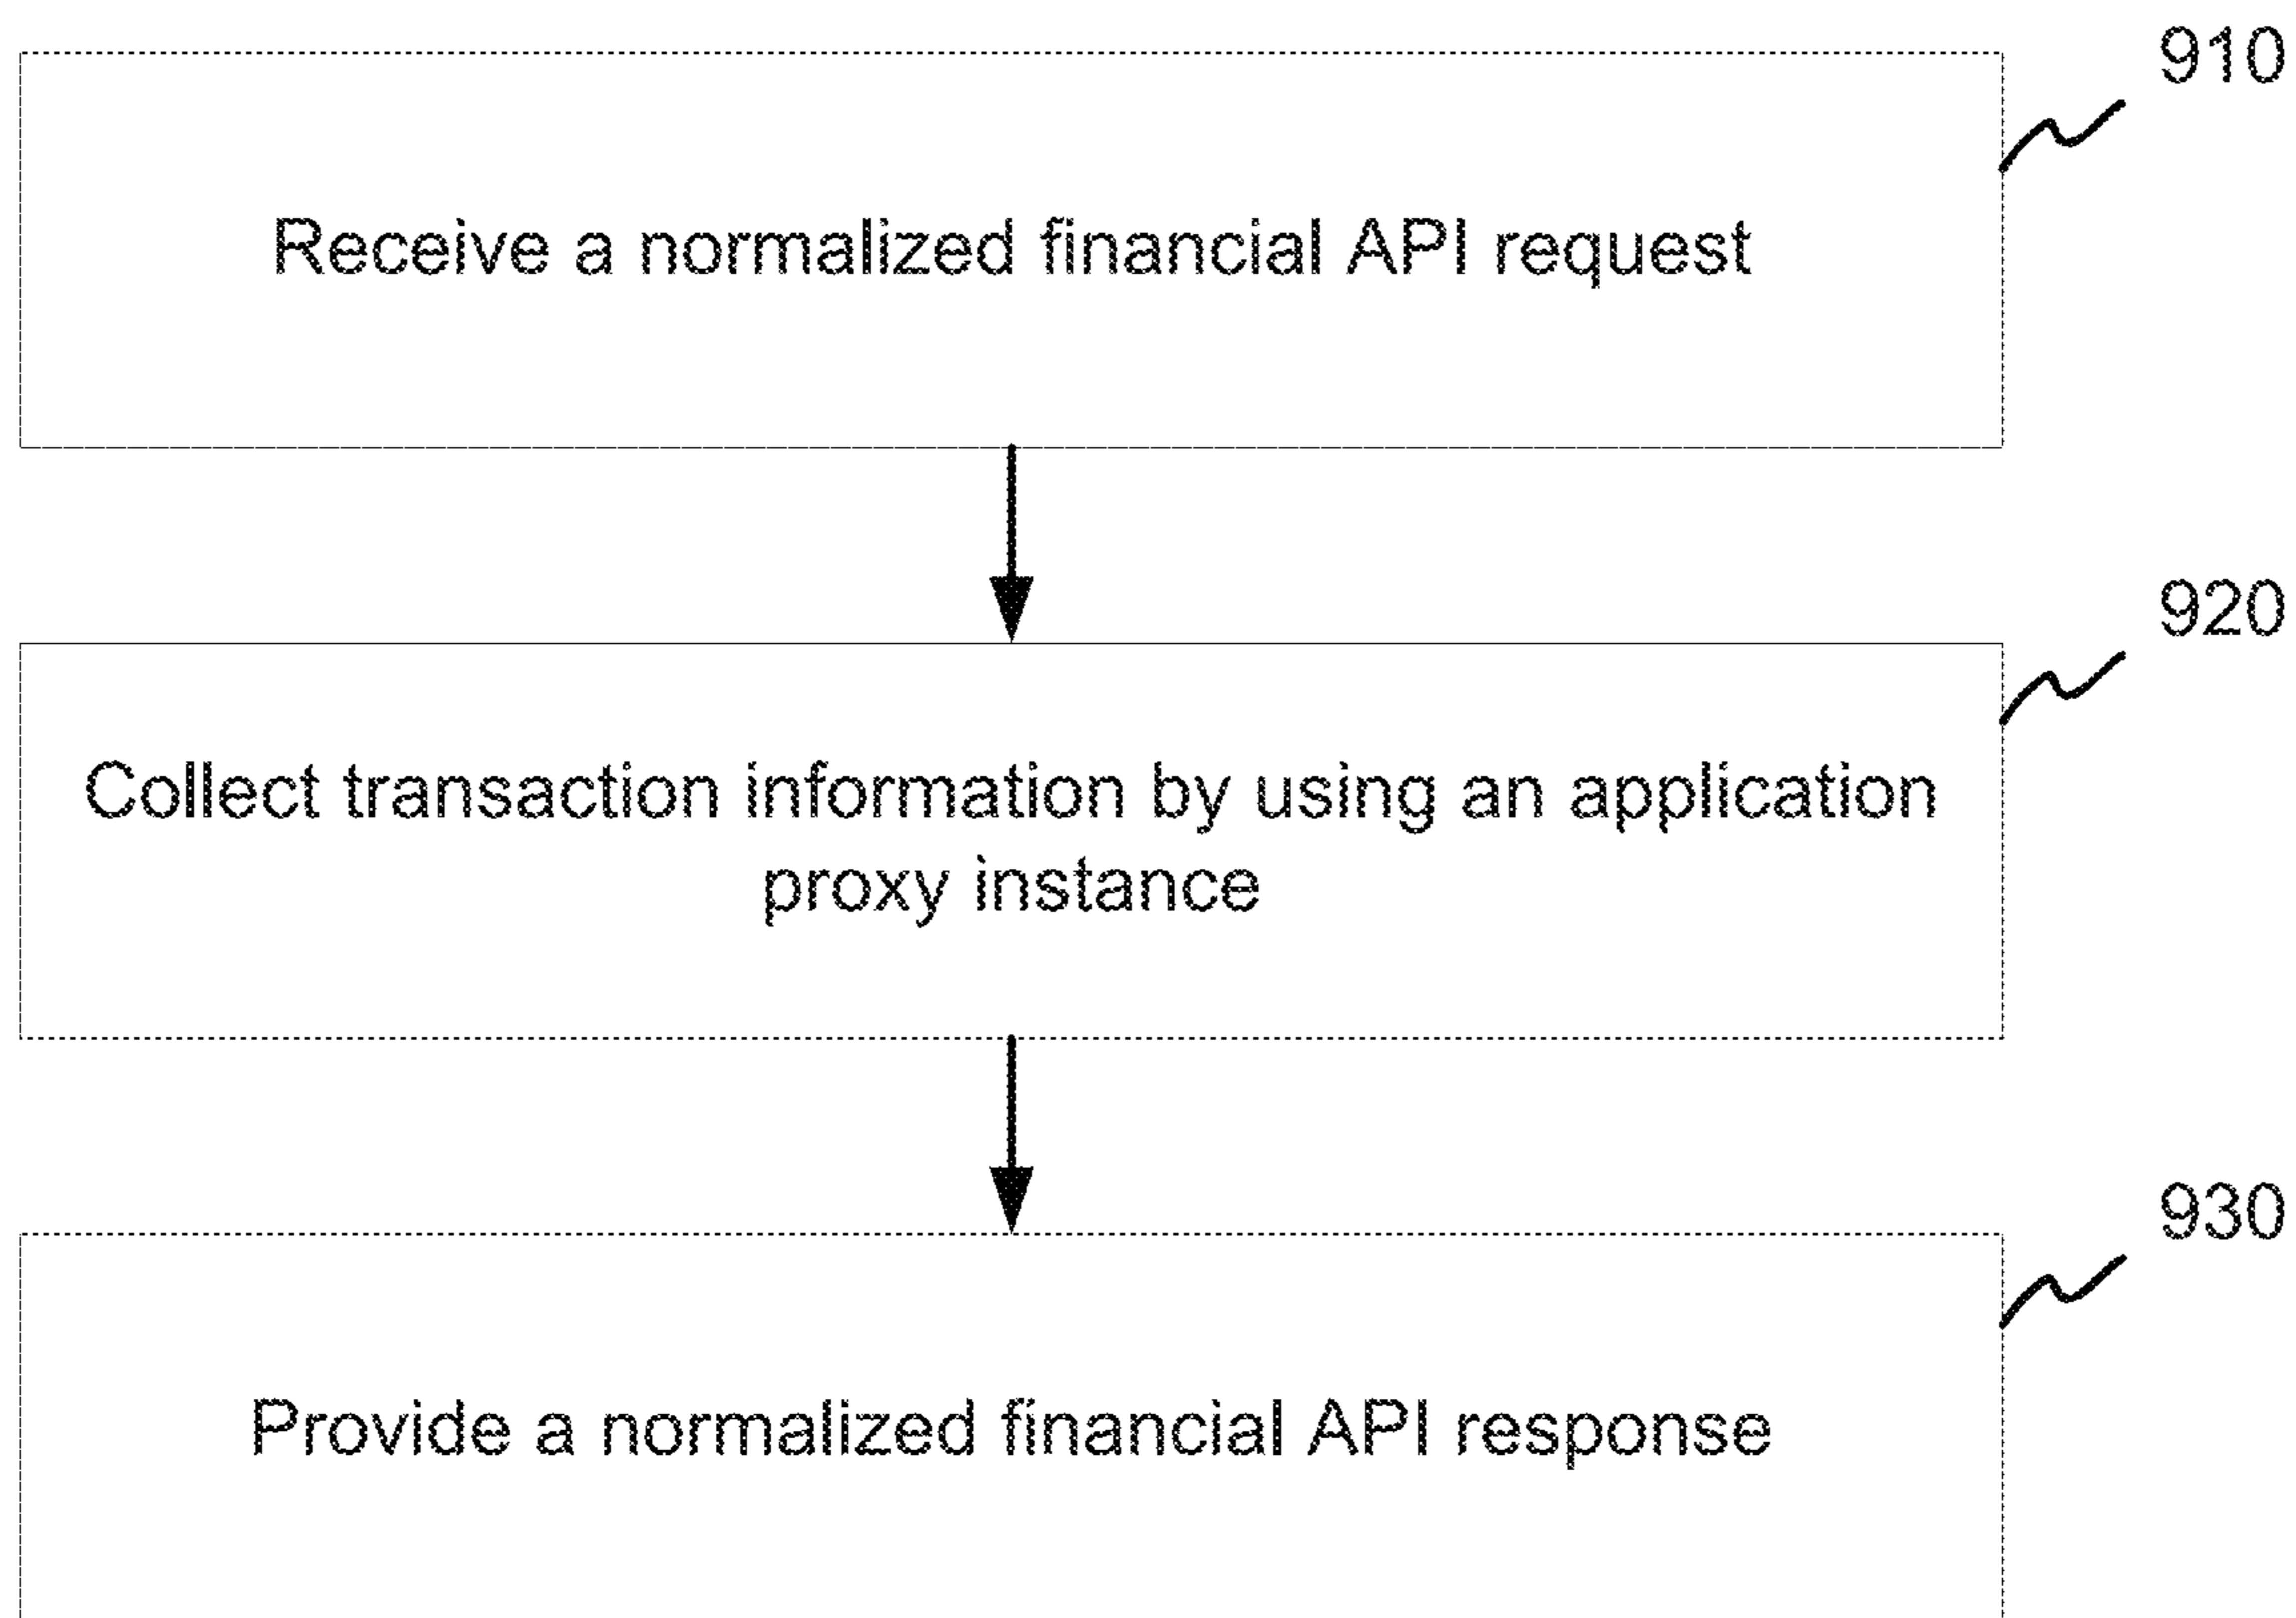 910
Receive a normalized financial API request
920
Collect transaction information by using an application
proxy instance
930
Provide a normalized financial API response